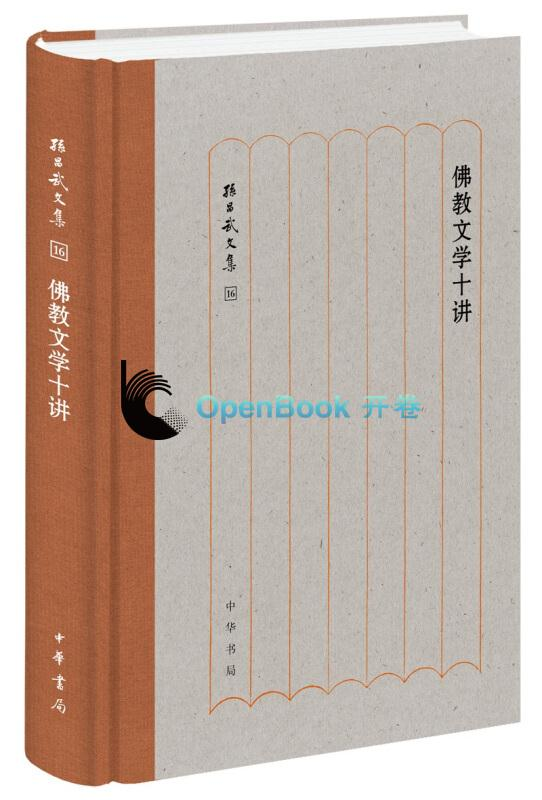 孫昌武文集
16
佛教文学十讲
中華書局
佛教文学十讲
孫昌武文集
16
中华书局
OpenBook 开卷